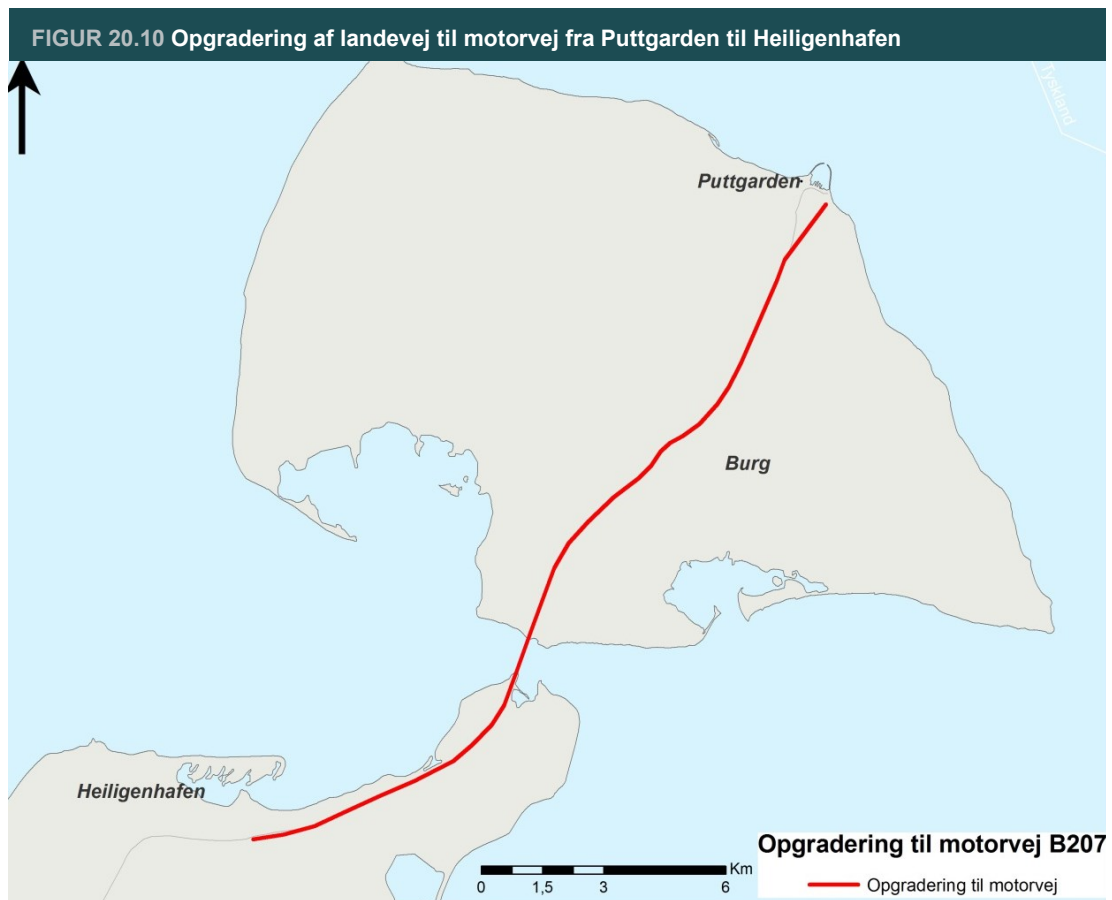 FIGUR 20.10 Opgradering af landevej til motorvej fra Puttgarden til Heiligenhafen
Tyskland
Puttgarden
Burg
Heiligenhafen
Opgradering til motorvej B207
Opgradering til motorvej
Km
0 1,5 3 6